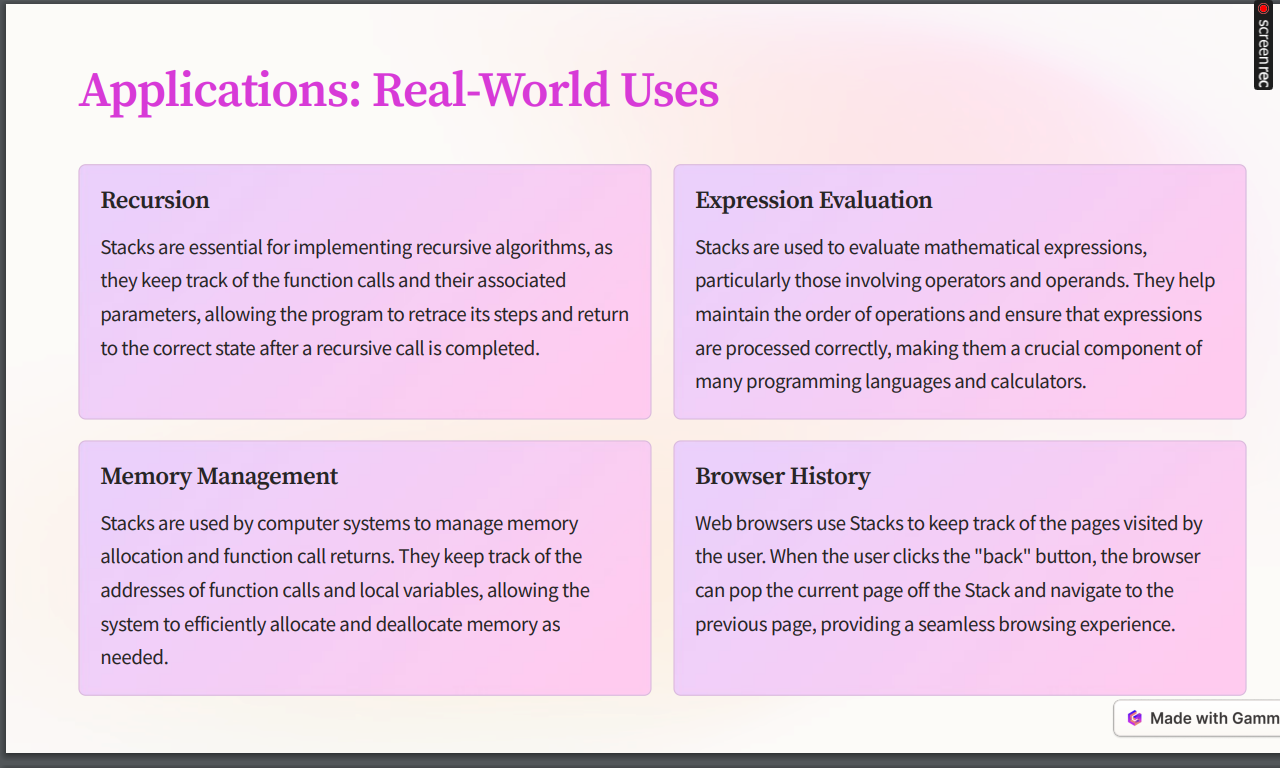 screen rec
Applications: Real-World Uses
Recursion
Stacks are essential for implementing recursive algorithms, as
they keep track of the function calls and their associated
parameters, allowing the program to retrace its steps and return
to the correct state after a recursive call is completed.
Expression Evaluation
Stacks are used to evaluate mathematical expressions,
particularly those involving operators and operands. They help
maintain the order of operations and ensure that expressions
are processed correctly, making them a crucial component of
many programming languages and calculators.
Memory Management
Stacks are used by computer systems to manage memory
allocation and function call returns. They keep track of the
addresses of function calls and local variables, allowing the
system to efficiently allocate and deallocate memory as
needed.
Browser History
Web browsers use Stacks to keep track of the pages visited by
the user. When the user clicks the "back" button, the browser
can pop the current page off the Stack and navigate to the
previous page, providing a seamless browsing experience.
Made with Gamm